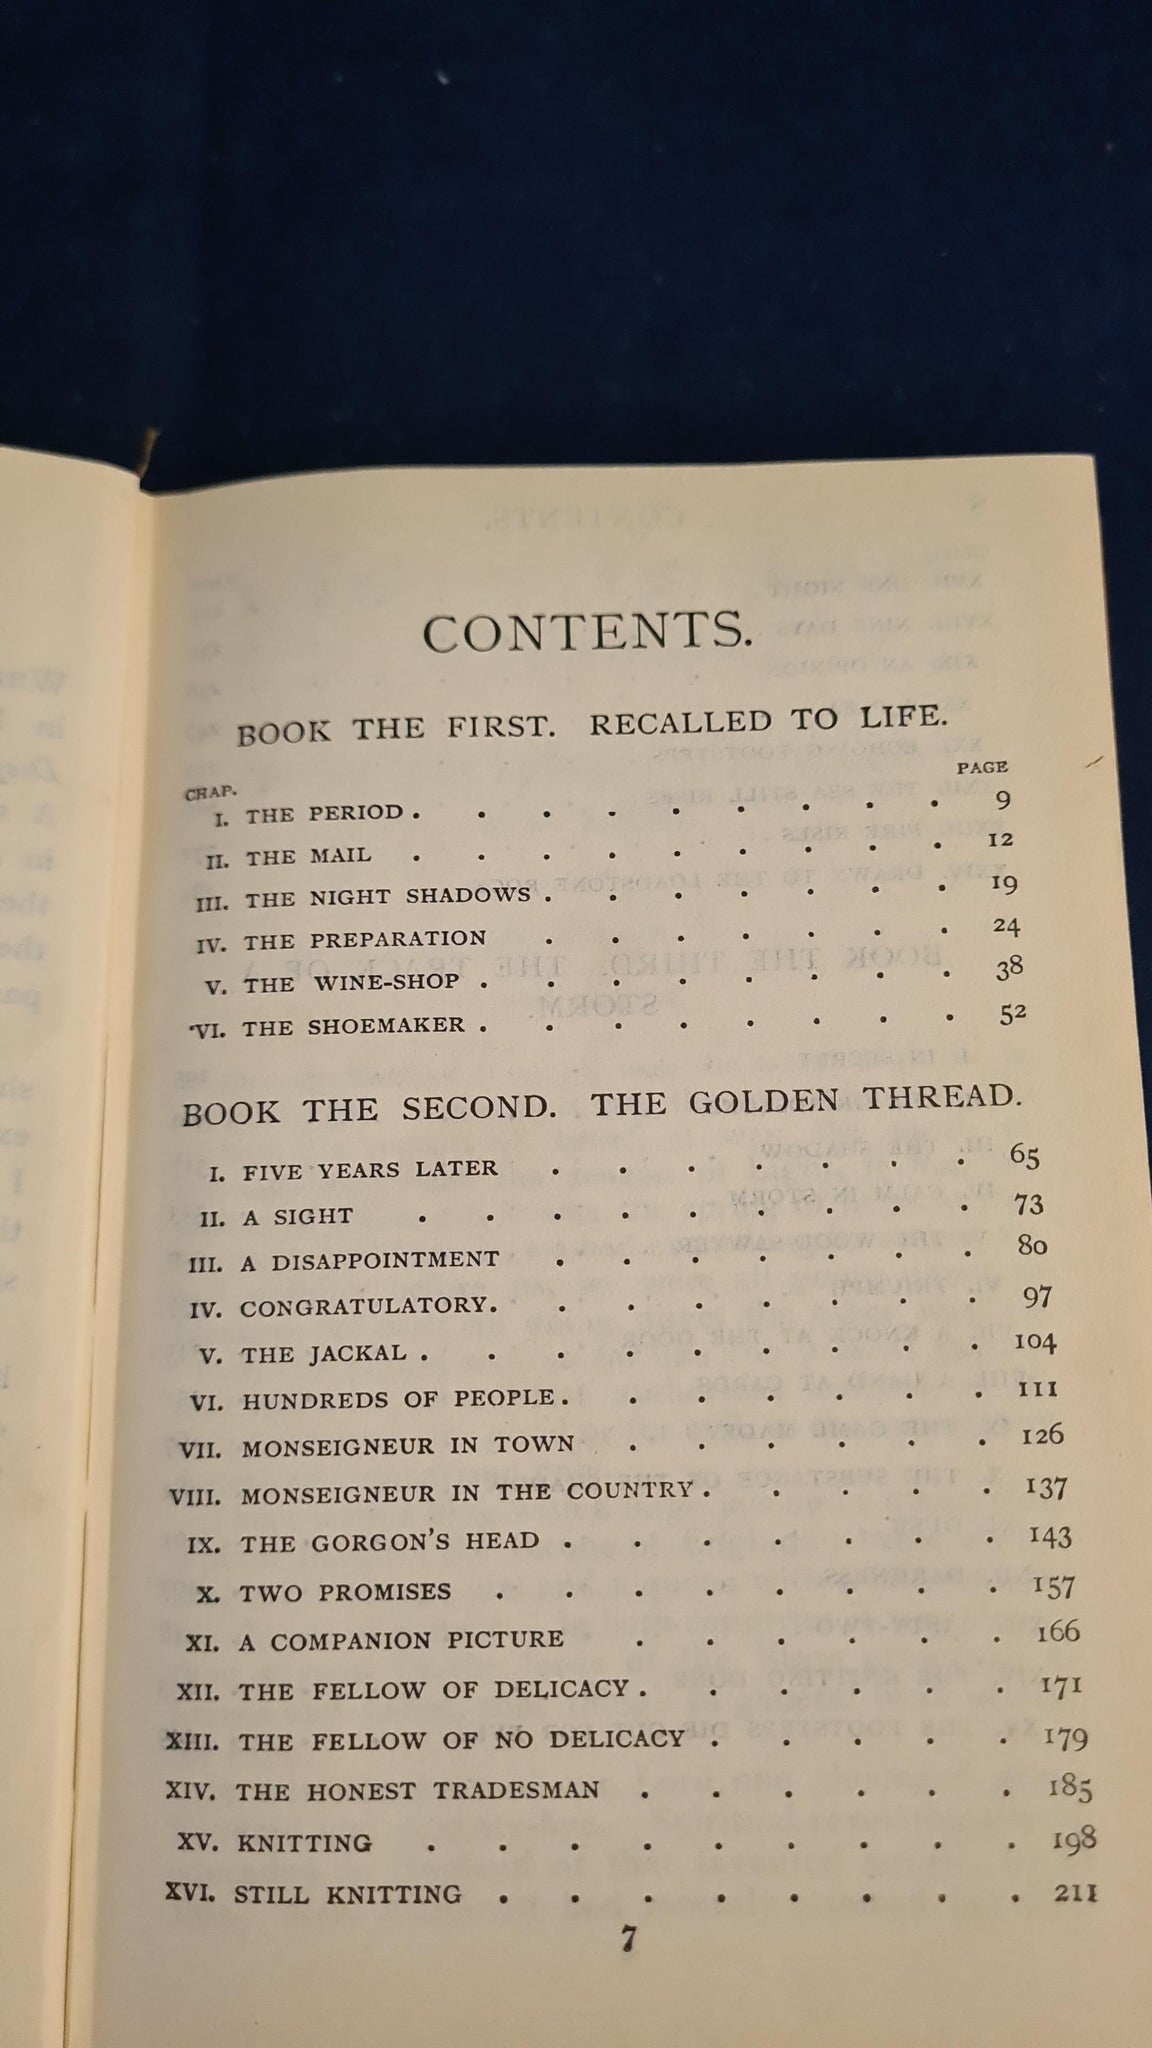 CONTENTS.
BOOK THE FIRST. RECALLED TO LIFE.
CHAP. PAGE
I. THE PERIOD . . . . . . . . . 9
II. THE MAIL . . . . . . . . . 12
III. THE NIGHT SHADOWS . . . . . . . 19
IV. THE PREPARATION . . . . . . . 24
V. THE WINE-SHOP . . . . . . . . 38
VI. THE SHOEMAKER . . . . . . . . 52
BOOK THE SECOND. THE GOLDEN THREAD.
I. FIVE YEARS LATER . . . . . . . 65
II. A SIGHT . . . . . . . . . 73
III. A DISAPPOINTMENT . . . . . . . 80
IV. CONGRATULATORY. . . . . . . . 97
V. THE JACKAL . . . . . . . . . 104
VI. HUNDREDS OF PEOPLE . . . . . . . 111
VII. MONSEIGNEUR IN TOWN . . . . . . 126
VIII. MONSEIGNEUR IN THE COUNTRY . . . . . 137
IX. THE GORGON'S HEAD . . . . . . . 143
X. TWO PROMISES . . . . . . . . 157
XI. A COMPANION PICTURE . . . . . . 166
XII. THE FELLOW OF DELICACY . . . . . . 171
XIII. THE FELLOW OF NO DELICACY . . . . . 179
XIV. THE HONEST TRADESMAN . . . . . . 185
XV. KNITTING . . . . . . . . . 198
XVI. STILL KNITTING . . . . . . . . 211
7